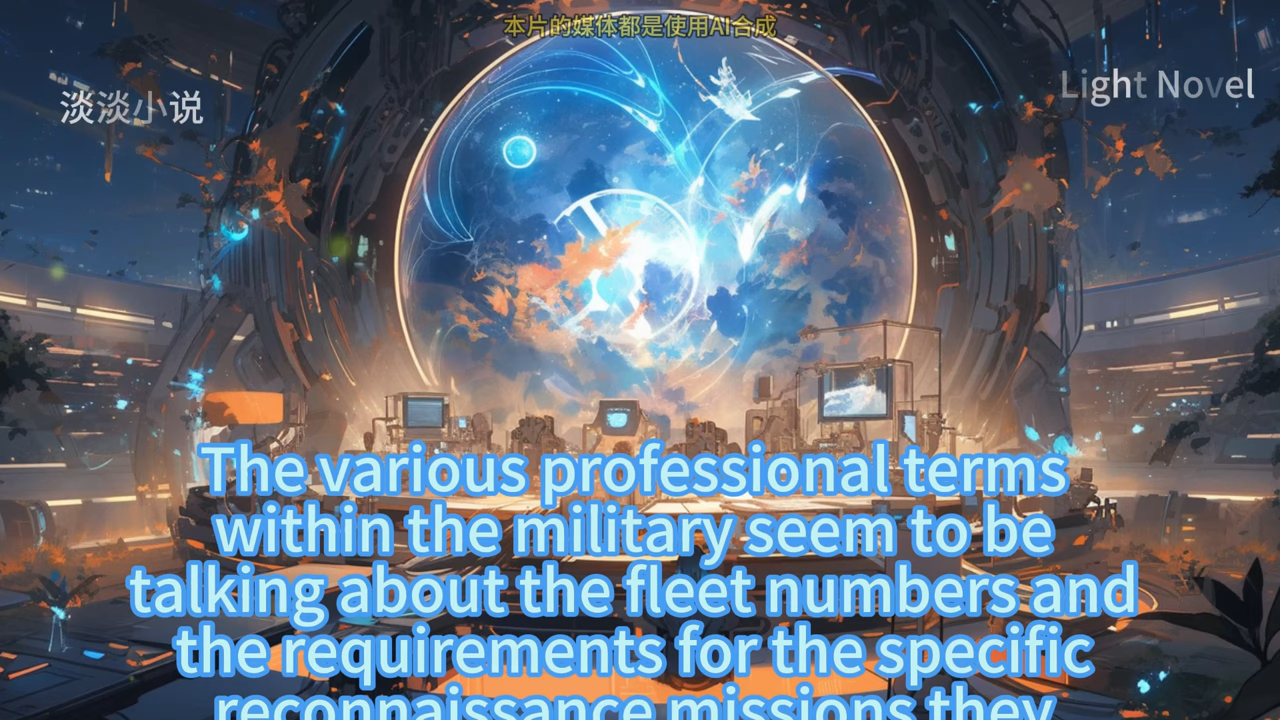 本片的媒体都是使用AI合成
淡淡小说
Light Novel
The various professional terms
within the military seem to be
talking about the fleet numbers and
the requirements for the specific
reconnaissance missions they